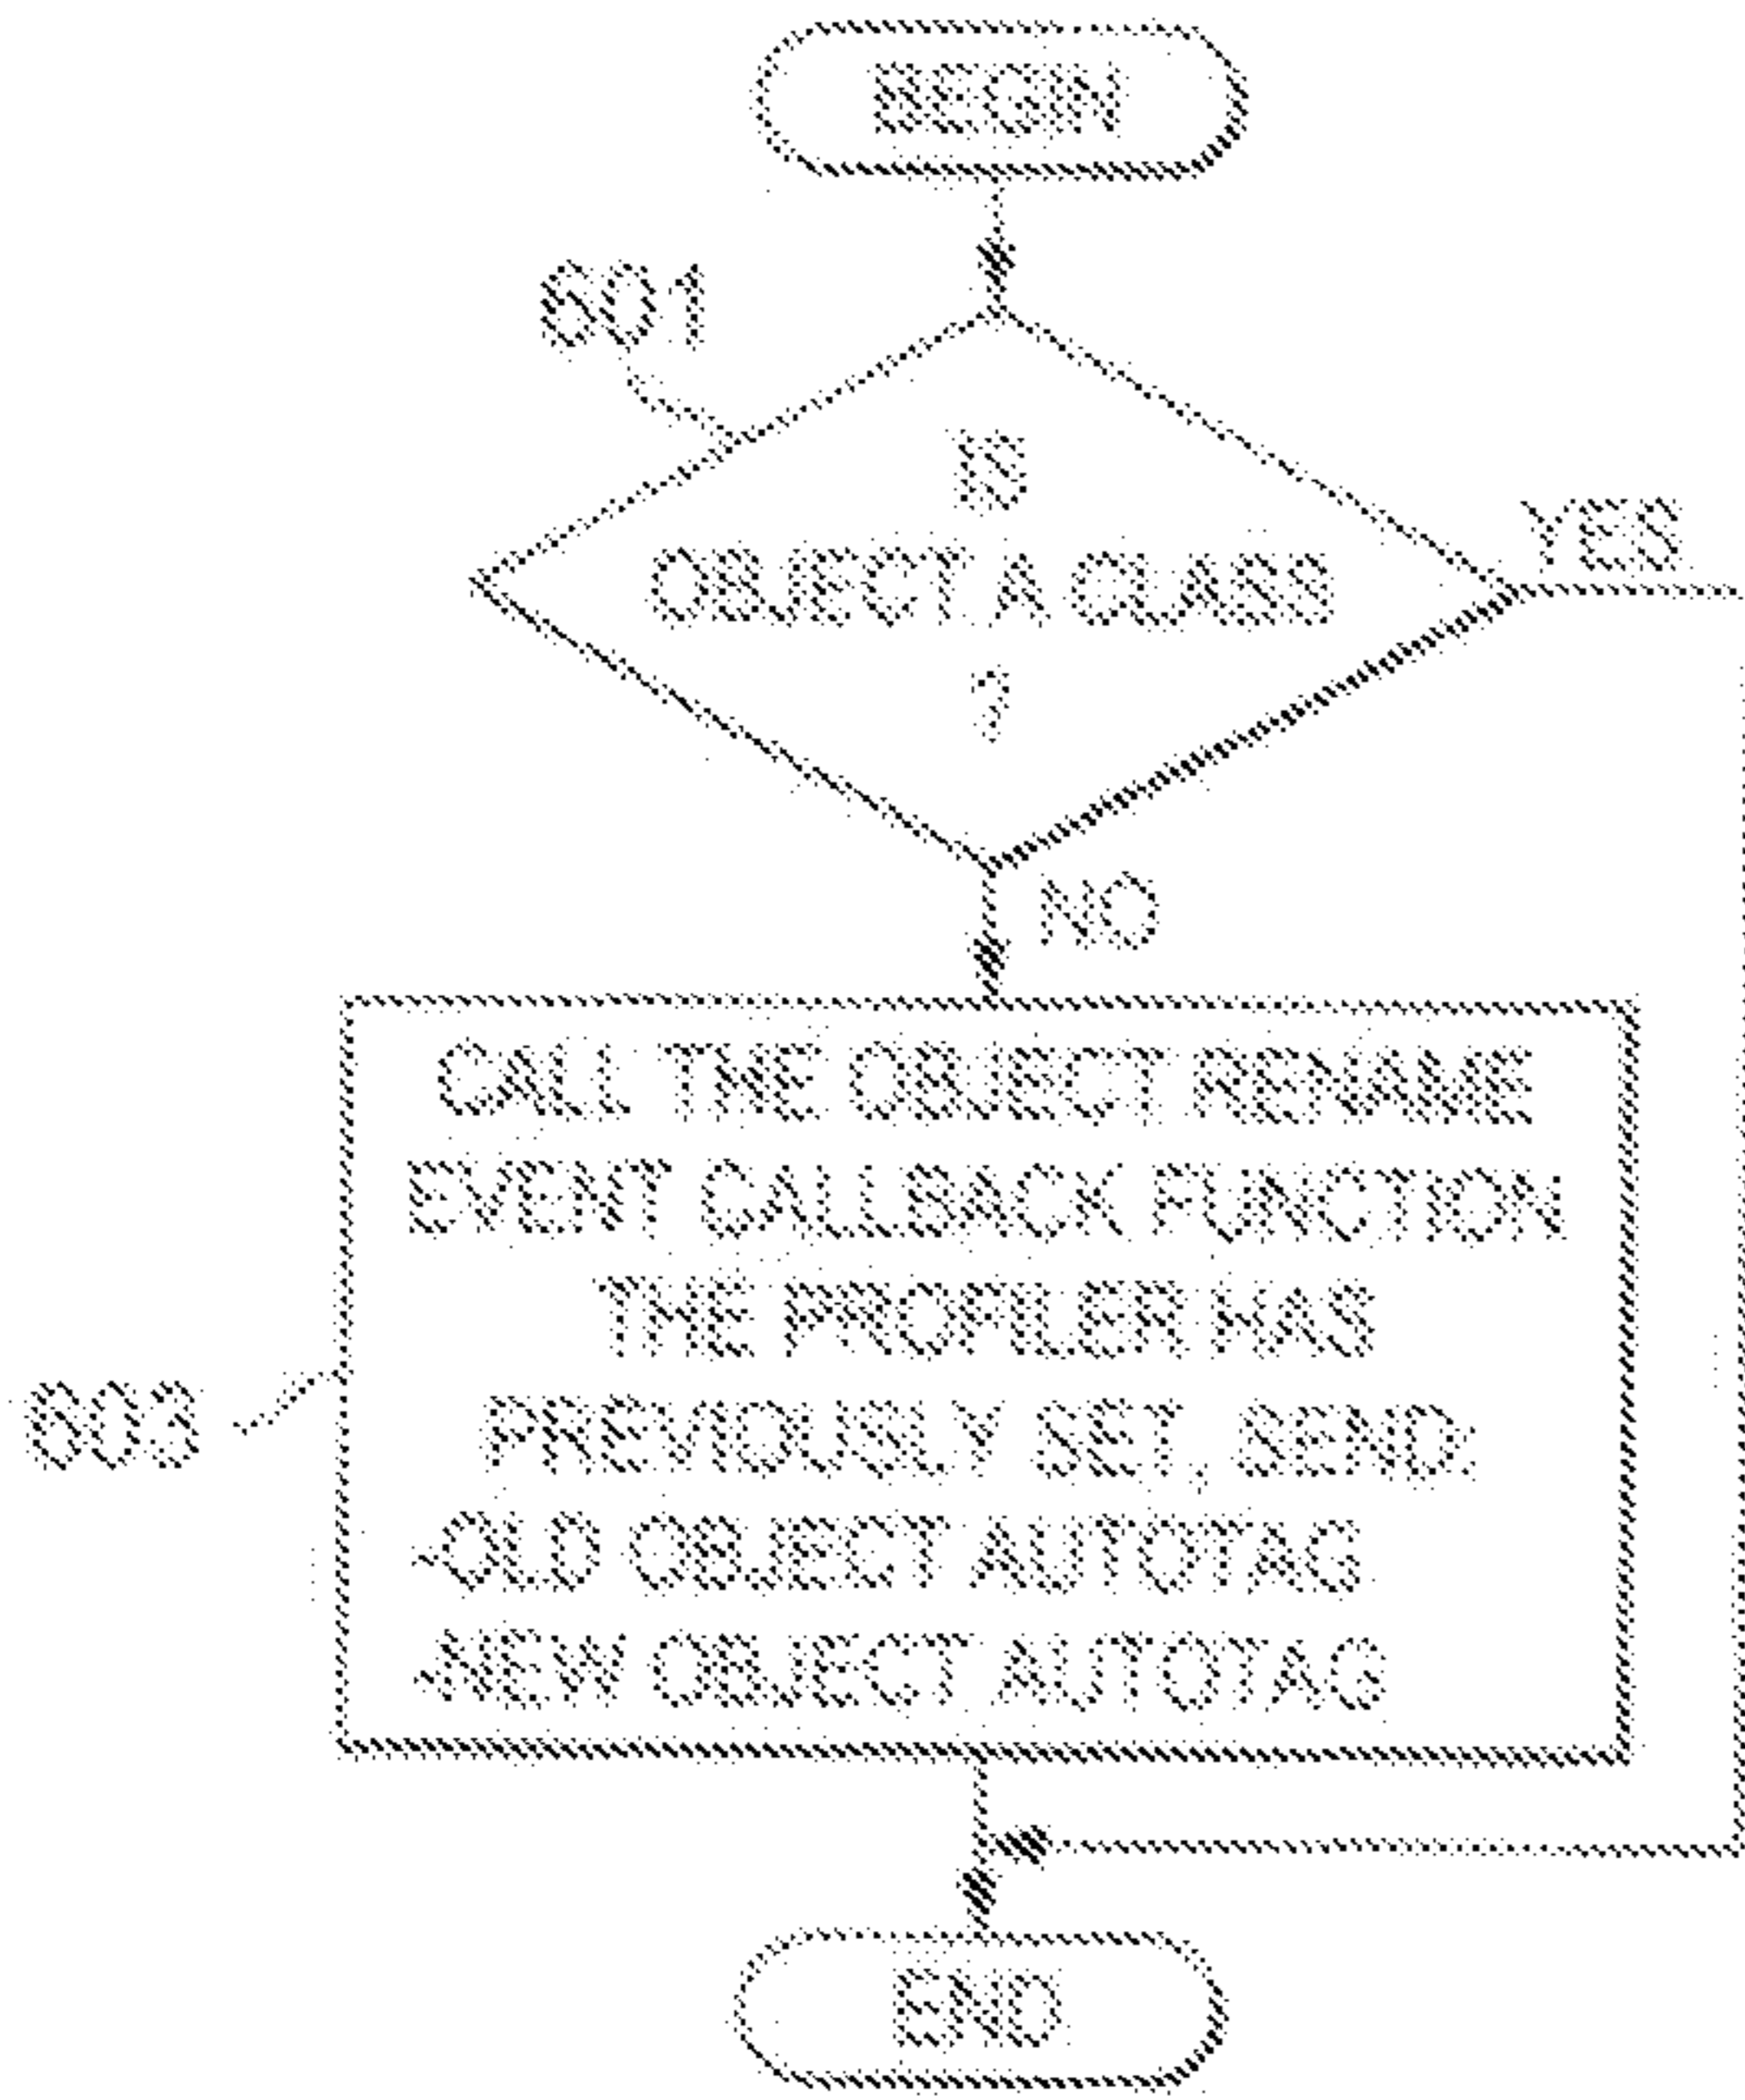 BEGIN
601
IS
OBJECT A CLASS
?
YES
NO
CALL THE OBJECT RENAME
EVENT CALLBACK FUNCTION
THE PROFILER HAS
603
PREVIOUSLY SET, SEND:
-OLD OBJECT AUTOTAG
-NEW OBJECT AUTOTAG
END